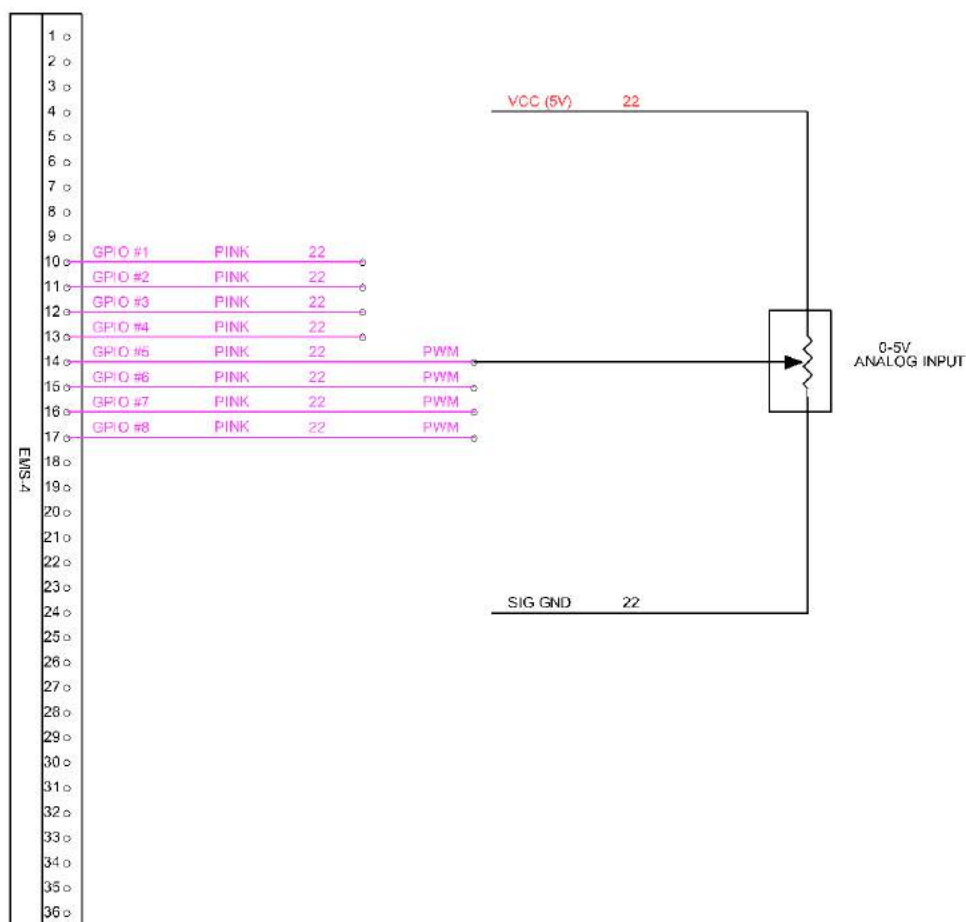 1
2
3
4
VCC (5V) 22
5
6
7
8
9
10
GPIO #1 PINK 22
11
GPIO #2 PINK 22
12
GPIO #3 PINK 22
13
GPIO #4 PINK 22
14
GPIO #5 PINK 22 PWM
0-5V
ANALOG INPUT
15
GPIO #6 PINK 22 PWM
16
GPIO #7 PINK 22 PWM
17
GPIO #8 PINK 22 PWM
EMS-4
18
19
20
21
22
23
24
SIG GND 22
25
26
27
28
29
30
31
32
33
34
35
36